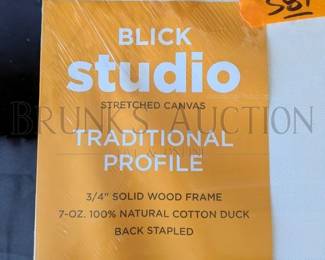 BLICK
studio
STRETCHED CANVAS
BRUNK'S AUCTION
TRADITIONAL
PROFILE
3/4" SOLID WOOD FRAME
7-OZ. 100% NATURAL COTTON DUCK
BACK STAPLED